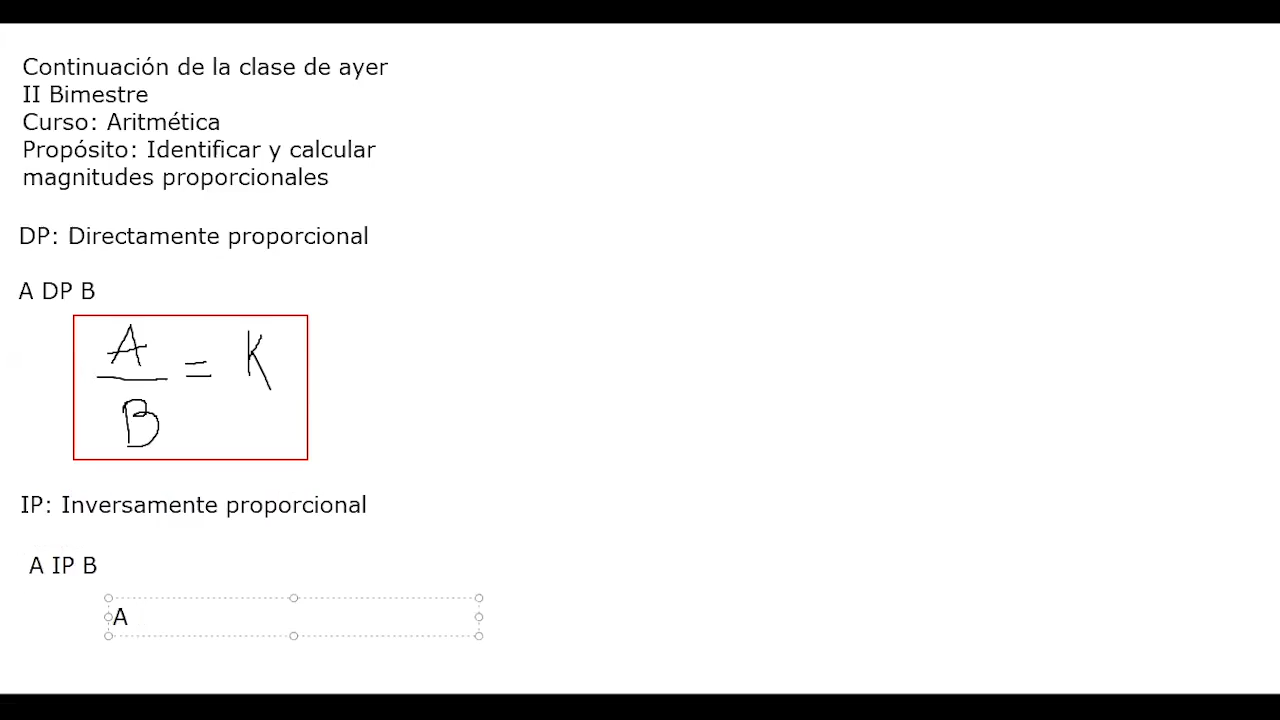 Continuación de la clase de ayer
II Bimestre
Curso: Aritmética
Propósito: Identificar y calcular
magnitudes proporcionales
DP: Directamente proporcional
A DP B
A
= K
B
IP: Inversamente proporcional
A IP B
A